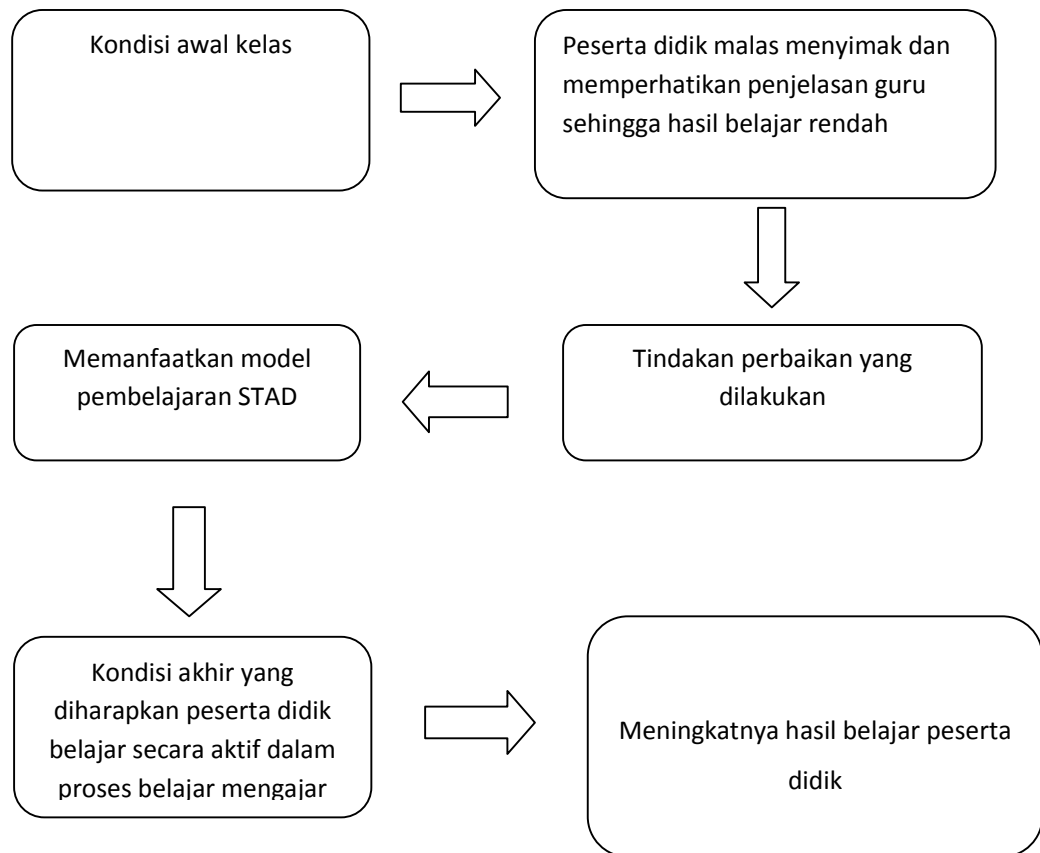 Kondisi awal kelas
Peserta didik malas menyimak dan
memperhatikan penjelasan guru
sehingga hasil belajar rendah
Tindakan perbaikan yang
dilakukan
Memanfaatkan model
pembelajaran STAD
Kondisi akhir yang
diharapkan peserta didik
belajar secara aktif dalam
proses belajar mengajar
Meningkatnya hasil belajar peserta
didik